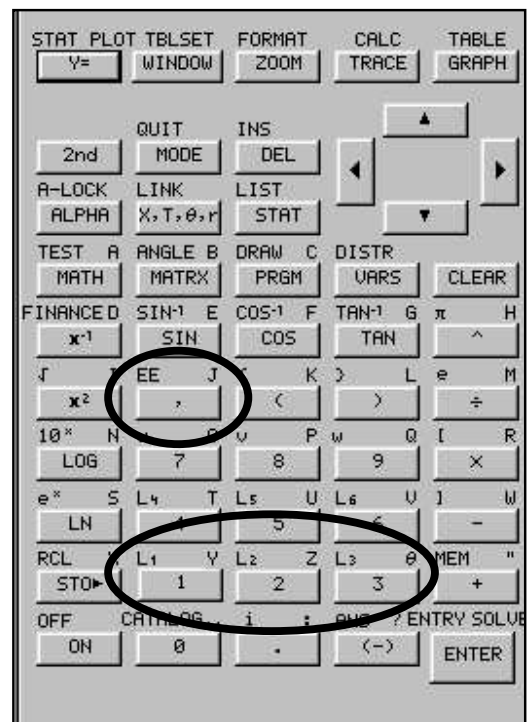 STAT PLOT TBLSET FORMAT CALC TABLE
Y= WINDOW ZOOM TRACE GRAPH
QUIT INS
2nd MODE DEL
A-LOCK LINK LIST
ALPHA X,T,θ,r STAT
TEST A ANGLE B DRAW C DISTR
MATH MATRX PRGM VARS CLEAR
FINANCE D SIN-1 E COS-1 F TAN-1 G π H
x-1 SIN COS TAN ^
√ EE J K } L e M
x² , ( ) ÷
10ˣ N v P w Q [ R
LOG 7 8 9 ×
eˣ S L4 T L5 U L6 V ] W
LN 5 -
RCL L1 Y L2 Z L3 θ MEM "
STO► 1 2 3 +
OFF CATALOG i : ? ENTRY SOLVE
ON 0 . (-) ENTER